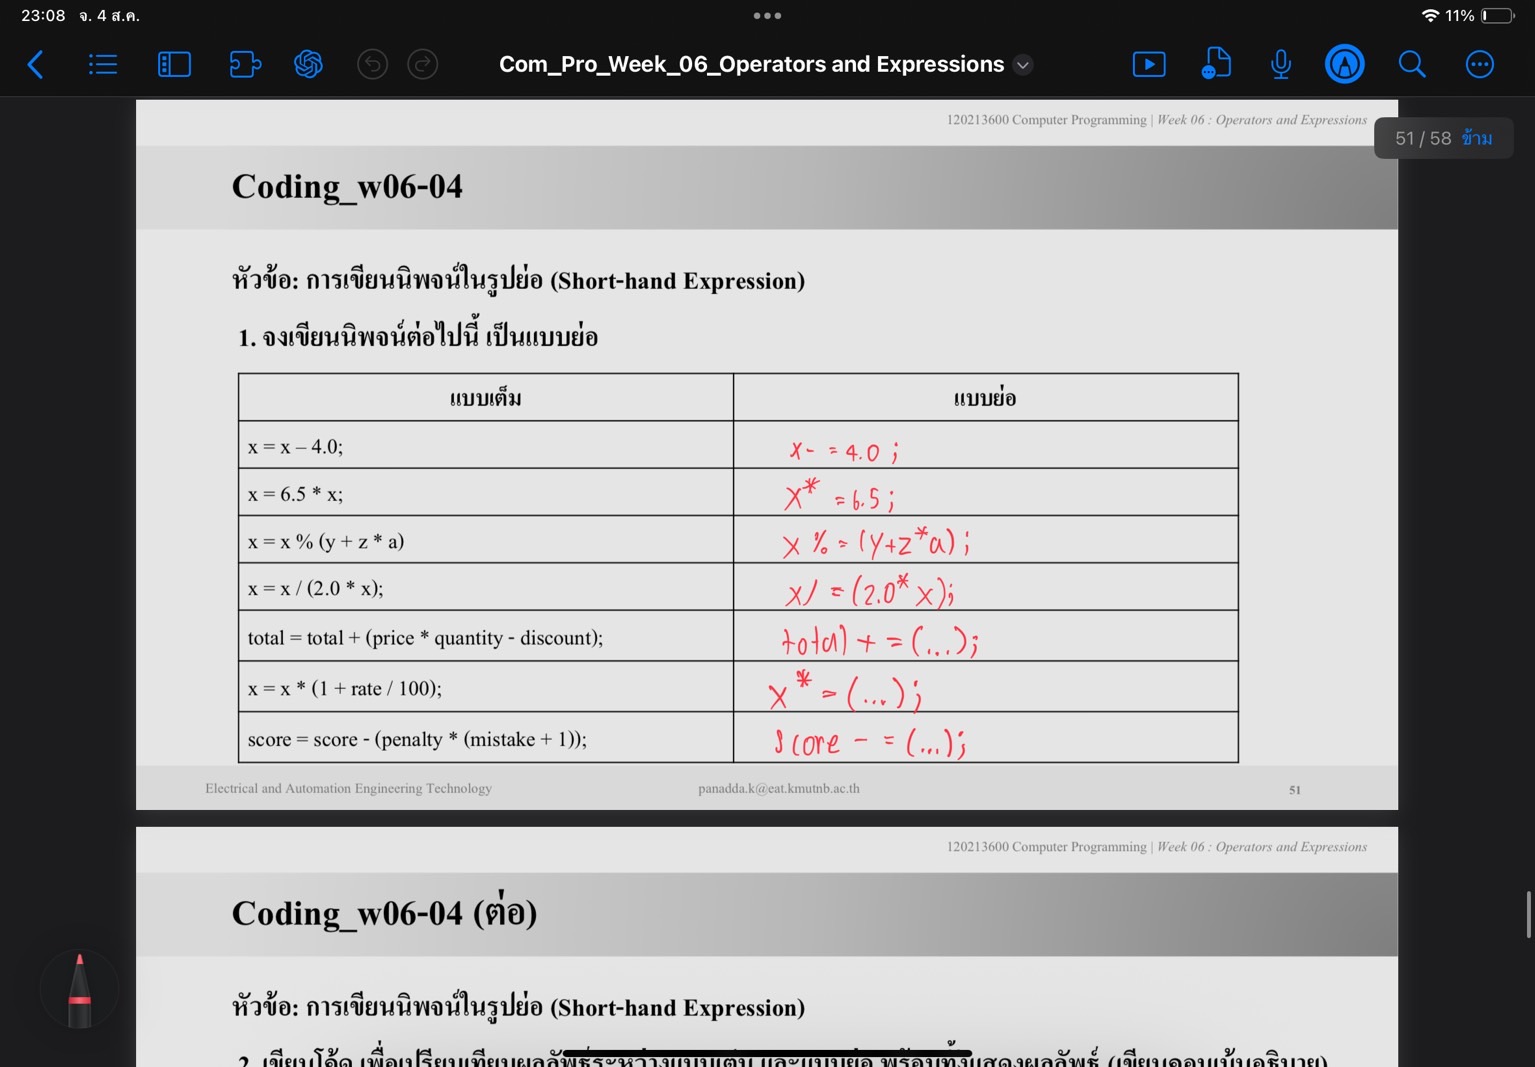 23:08 จ. 4 ส.ค.
11%
Com_Pro_Week_06_Operators and Expressions
51 / 58 ข้าม
120213600 Computer Programming | Week 06 : Operators and Expressions
Coding_w06-04
หัวข้อ: การเขียนนิพจน์ในรูปย่อ (Short-hand Expression)
1. จงเขียนนิพจน์ต่อไปนี้ เป็นแบบย่อ
แบบเต็ม แบบย่อ
x = x – 4.0; x - = 4.0 ;
x = 6.5 * x; x* = 6.5 ;
x = x % (y + z * a) x % = (y+z*a) ;
x = x / (2.0 * x); x/ = (2.0* x);
total = total + (price * quantity - discount); total + = (...);
x = x * (1 + rate / 100); x * = (...) ;
score = score - (penalty * (mistake + 1)); score - = (...);
Electrical and Automation Engineering Technology panadda.k@eat.kmutnb.ac.th 51
120213600 Computer Programming | Week 06 : Operators and Expressions
Coding_w06-04 (ต่อ)
หัวข้อ: การเขียนนิพจน์ในรูปย่อ (Short-hand Expression)
2. เขียนโค้ด เพื่อเปรียบเทียบผลลัพธ์ระหว่างแบบเต็ม และแบบย่อ พร้อมทั้งแสดงผลลัพธ์ (เขียนคอมเม้นอธิบาย)